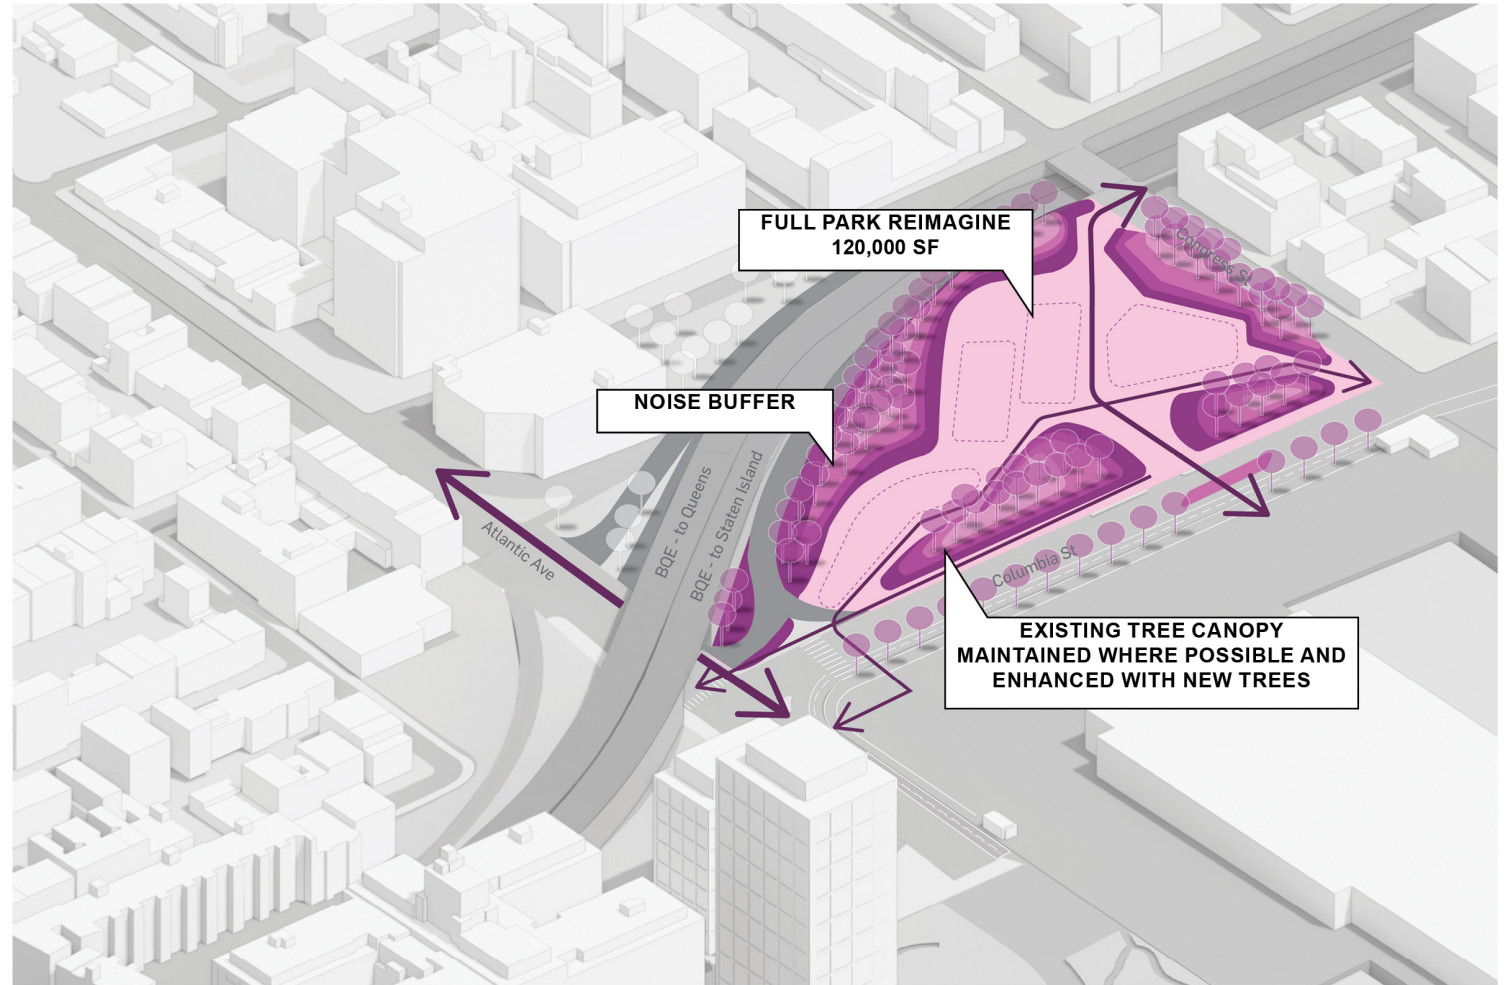 FULL PARK REIMAGINE
120,000 SF
Congress St
NOISE BUFFER
Atlantic Ave
BQE - to Queens
BQE - to Staten Island
Columbia St
EXISTING TREE CANOPY
MAINTAINED WHERE POSSIBLE AND
ENHANCED WITH NEW TREES